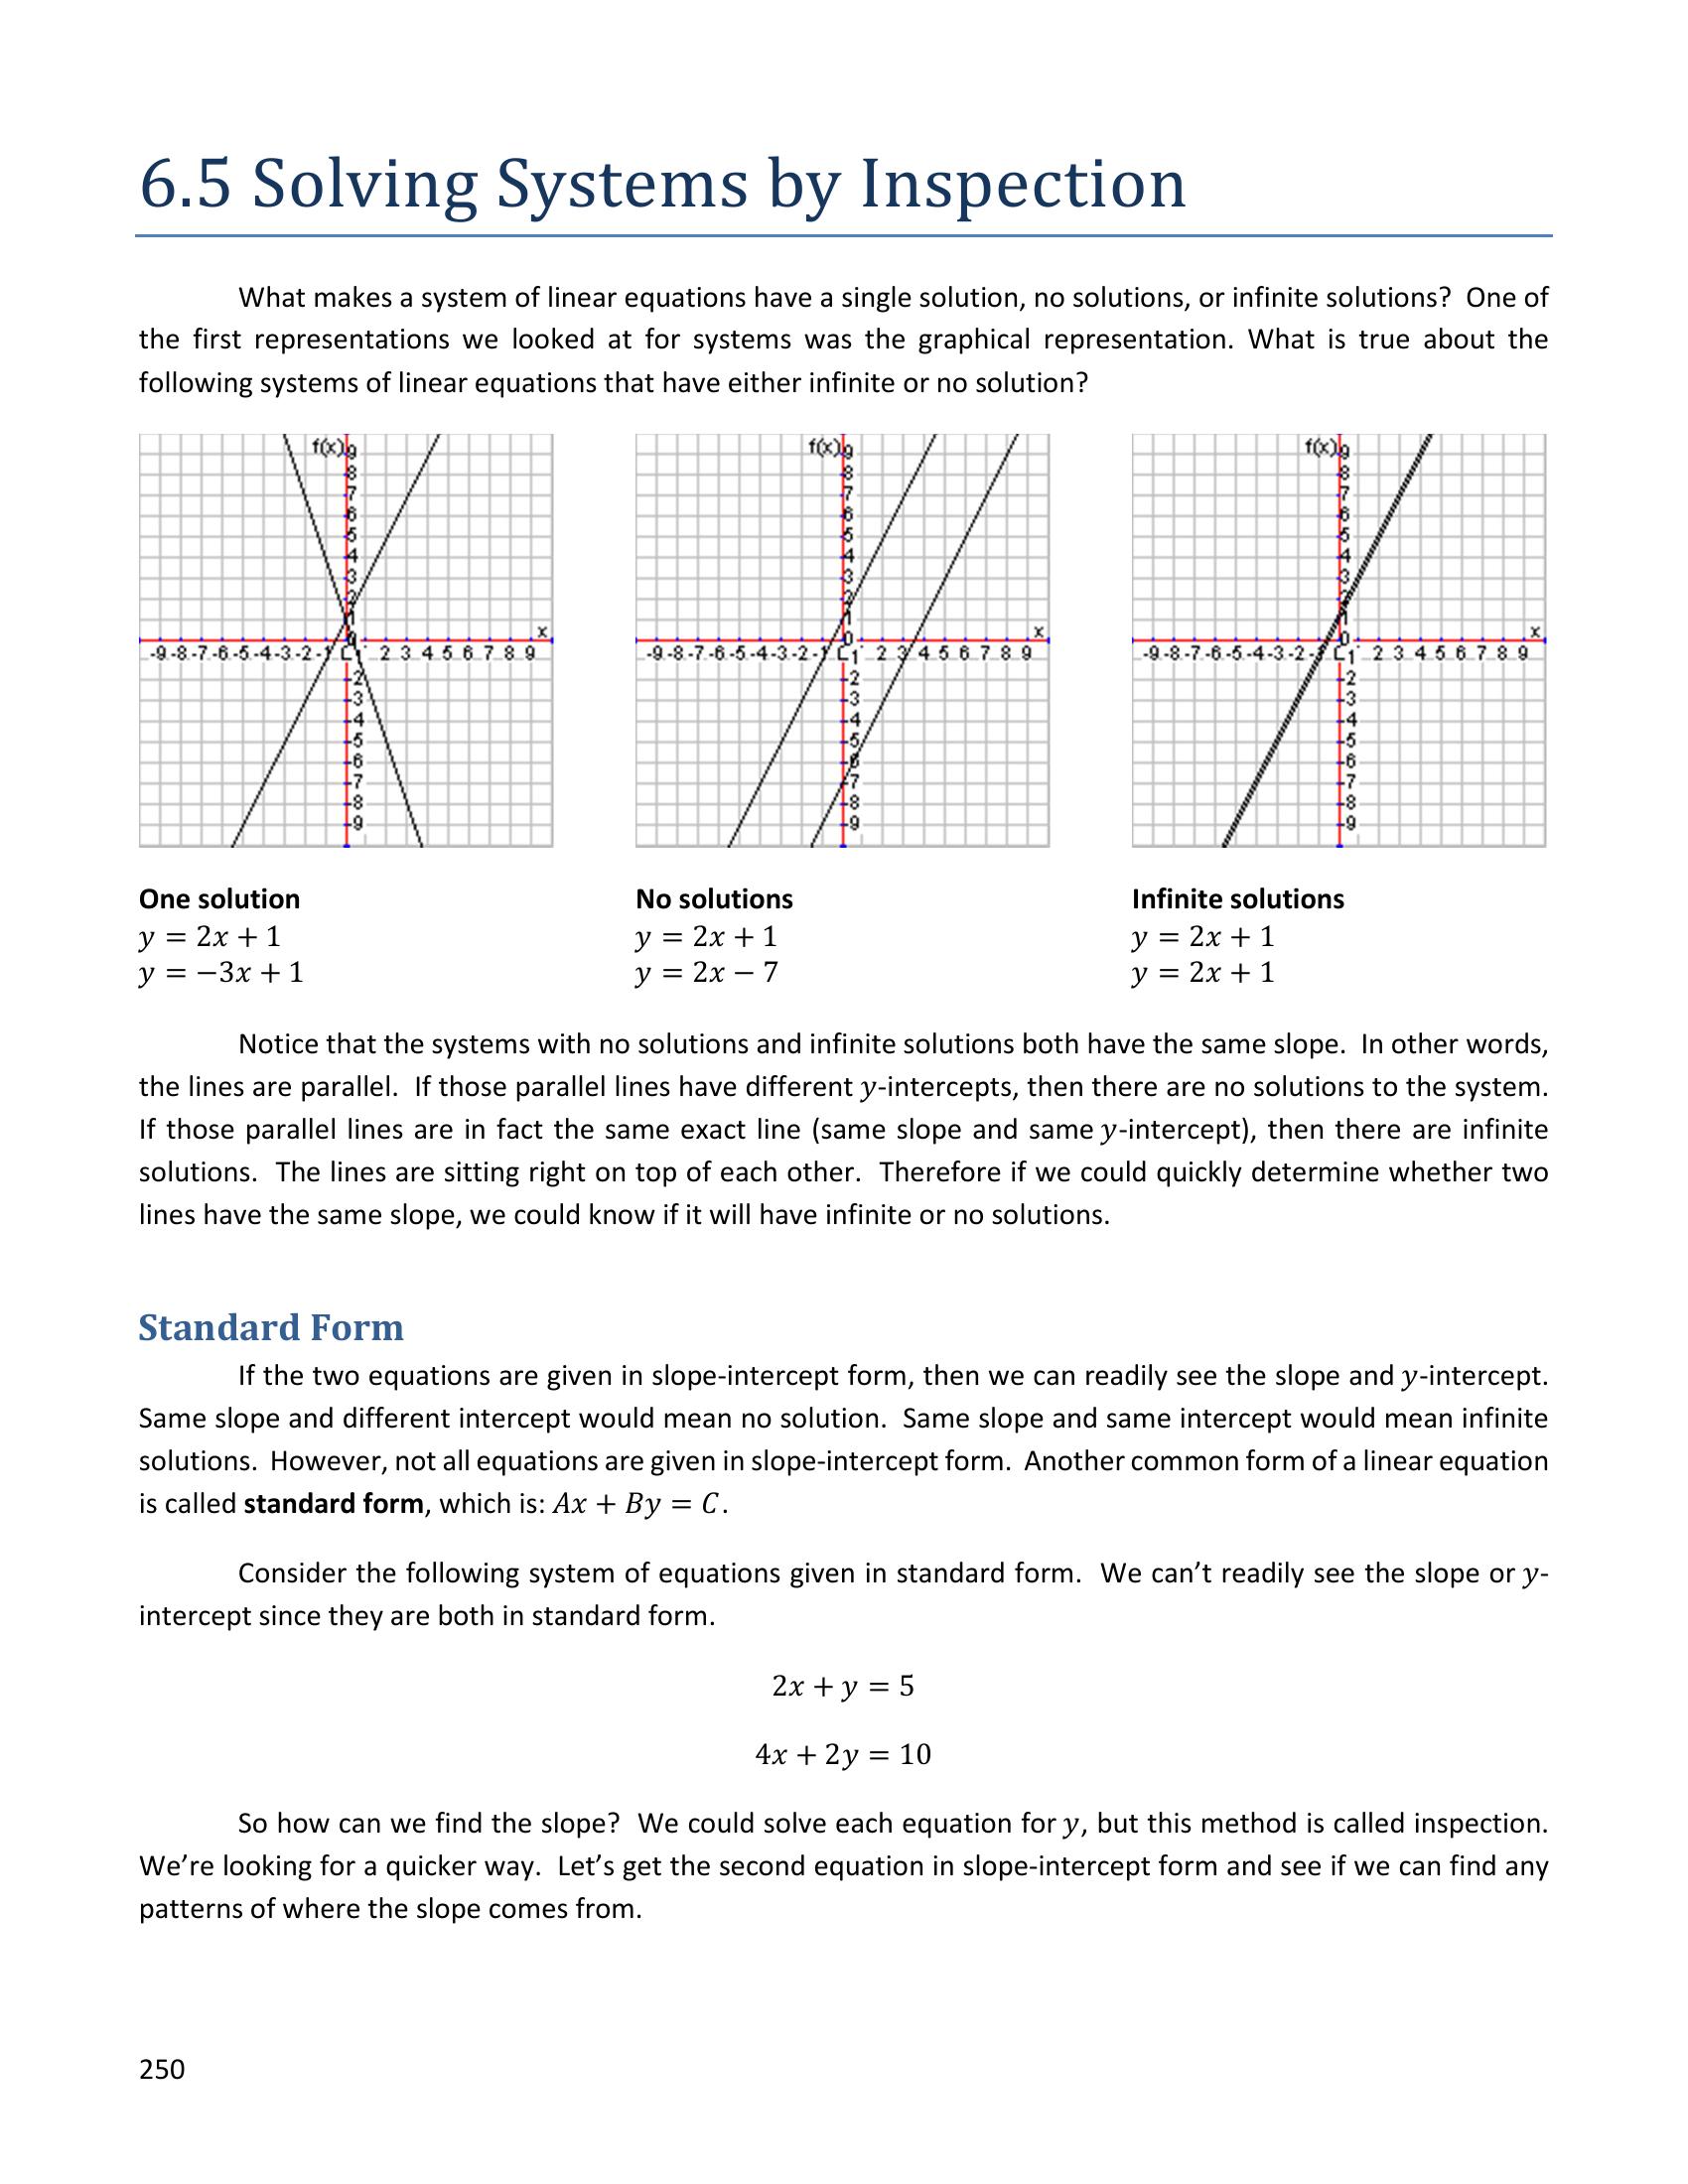 6.5 Solving Systems by Inspection
What makes a system of linear equations have a single solution, no solutions, or infinite solutions? One of
the first representations we looked at for systems was the graphical representation. What is true about the
following systems of linear equations that have either infinite or no solution?
f(x) 9 8 7 6 5 4 3 2 1 0 x
-9 -8 -7 -6 -5 -4 -3 -2 -1 2 3 4 5 6 7 8 9
-2 -3 -4 -5 -6 -7 -8 -9
f(x) 9 8 7 6 5 4 3 2 1 0 x
-9 -8 -7 -6 -5 -4 -3 -2 -1 1 2 3 4 5 6 7 8 9
-2 -3 -4 -5 -6 -7 -8 -9
f(x) 9 8 7 6 5 4 3 2 1 0 x
-9 -8 -7 -6 -5 -4 -3 -2 1 2 3 4 5 6 7 8 9
-2 -3 -4 -5 -6 -7 -8 -9
One solution
y = 2x + 1
y = −3x + 1
No solutions
y = 2x + 1
y = 2x − 7
Infinite solutions
y = 2x + 1
y = 2x + 1
Notice that the systems with no solutions and infinite solutions both have the same slope. In other words,
the lines are parallel. If those parallel lines have different y-intercepts, then there are no solutions to the system.
If those parallel lines are in fact the same exact line (same slope and same y-intercept), then there are infinite
solutions. The lines are sitting right on top of each other. Therefore if we could quickly determine whether two
lines have the same slope, we could know if it will have infinite or no solutions.
Standard Form
If the two equations are given in slope-intercept form, then we can readily see the slope and y-intercept.
Same slope and different intercept would mean no solution. Same slope and same intercept would mean infinite
solutions. However, not all equations are given in slope-intercept form. Another common form of a linear equation
is called standard form, which is: Ax + By = C.
Consider the following system of equations given in standard form. We can't readily see the slope or y-
intercept since they are both in standard form.
2x + y = 5
4x + 2y = 10
So how can we find the slope? We could solve each equation for y, but this method is called inspection.
We're looking for a quicker way. Let's get the second equation in slope-intercept form and see if we can find any
patterns of where the slope comes from.
250